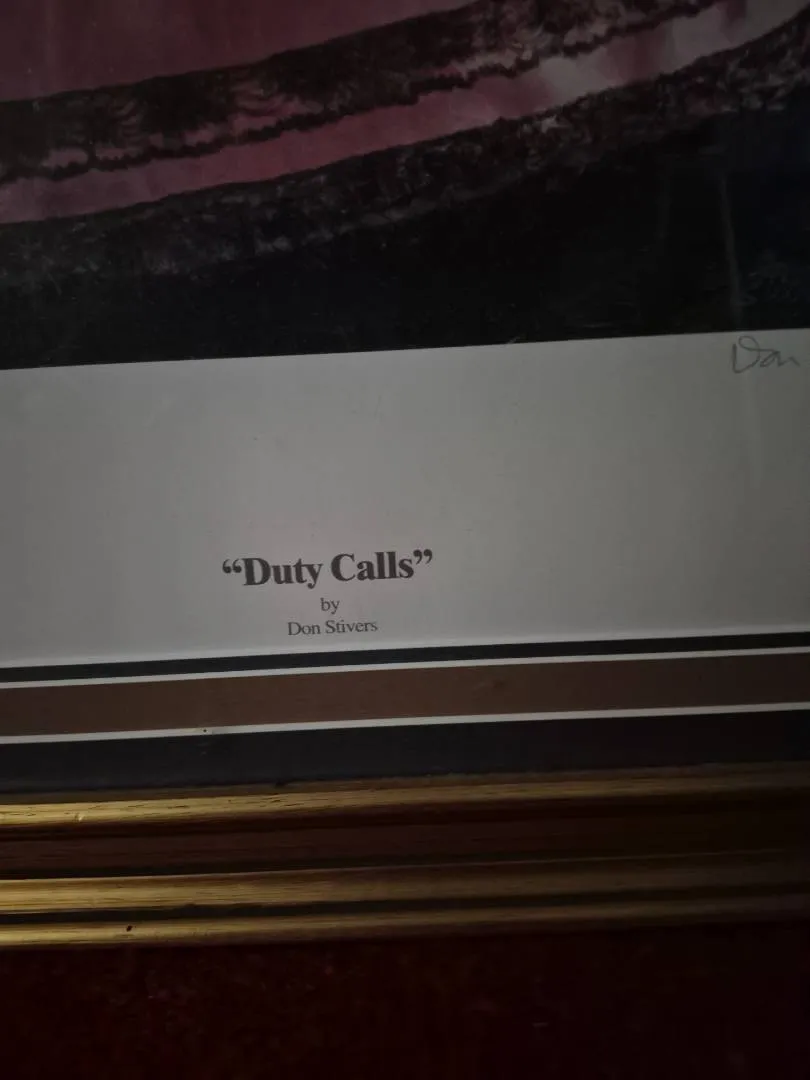 Don
“Duty Calls”
by
Don Stivers